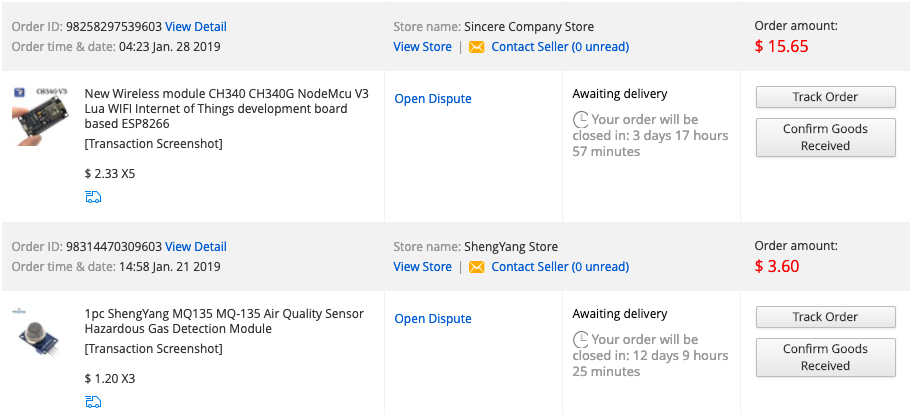 Order ID: 98258297539603 View Detail
Store name: Sincere Company Store
Order amount:
Order time & date: 04:23 Jan. 28 2019
View Store | Contact Seller (0 unread)
$ 15.65
CH340 V3
New Wireless module CH340 CH340G NodeMcu V3
Lua WIFI Internet of Things development board
based ESP8266
[Transaction Screenshot]
$ 2.33 X5
Open Dispute
Awaiting delivery
Your order will be
closed in: 3 days 17 hours
57 minutes
Track Order
Confirm Goods
Received
Order ID: 98314470309603 View Detail
Store name: ShengYang Store
Order amount:
Order time & date: 14:58 Jan. 21 2019
View Store | Contact Seller (0 unread)
$ 3.60
1pc ShengYang MQ135 MQ-135 Air Quality Sensor
Hazardous Gas Detection Module
[Transaction Screenshot]
$ 1.20 X3
Open Dispute
Awaiting delivery
Your order will be
closed in: 12 days 9 hours
25 minutes
Track Order
Confirm Goods
Received